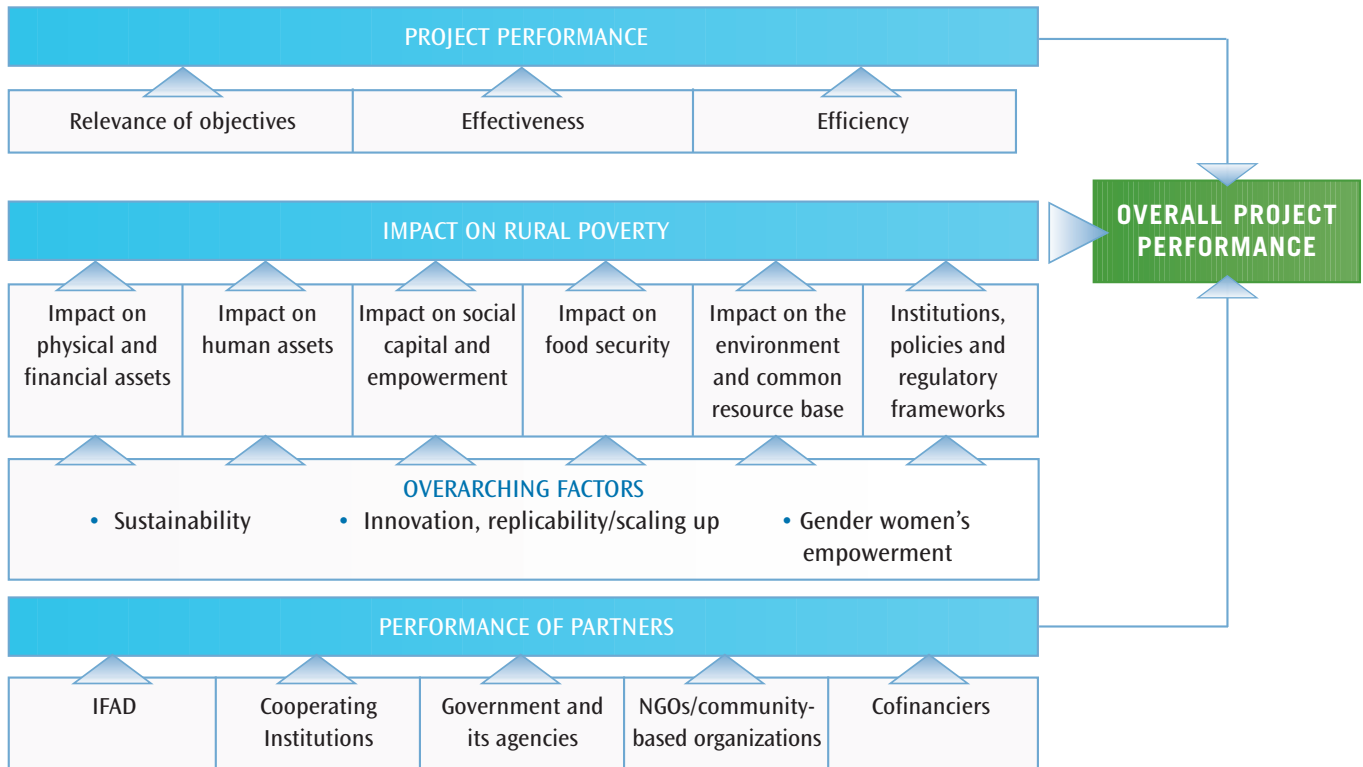 PROJECT PERFORMANCE
Relevance of objectives
Effectiveness
Efficiency
IMPACT ON RURAL POVERTY
OVERALL PROJECT
PERFORMANCE
Impact on
physical and
financial assets
Impact on
human assets
Impact on social
capital and
empowerment
Impact on
food security
Impact on the
environment
and common
resource base
Institutions,
policies and
regulatory
frameworks
OVERARCHING FACTORS
• Sustainability
• Innovation, replicability/scaling up
• Gender women's
empowerment
PERFORMANCE OF PARTNERS
IFAD
Cooperating
Institutions
Government and
its agencies
NGOs/community-
based organizations
Cofinanciers